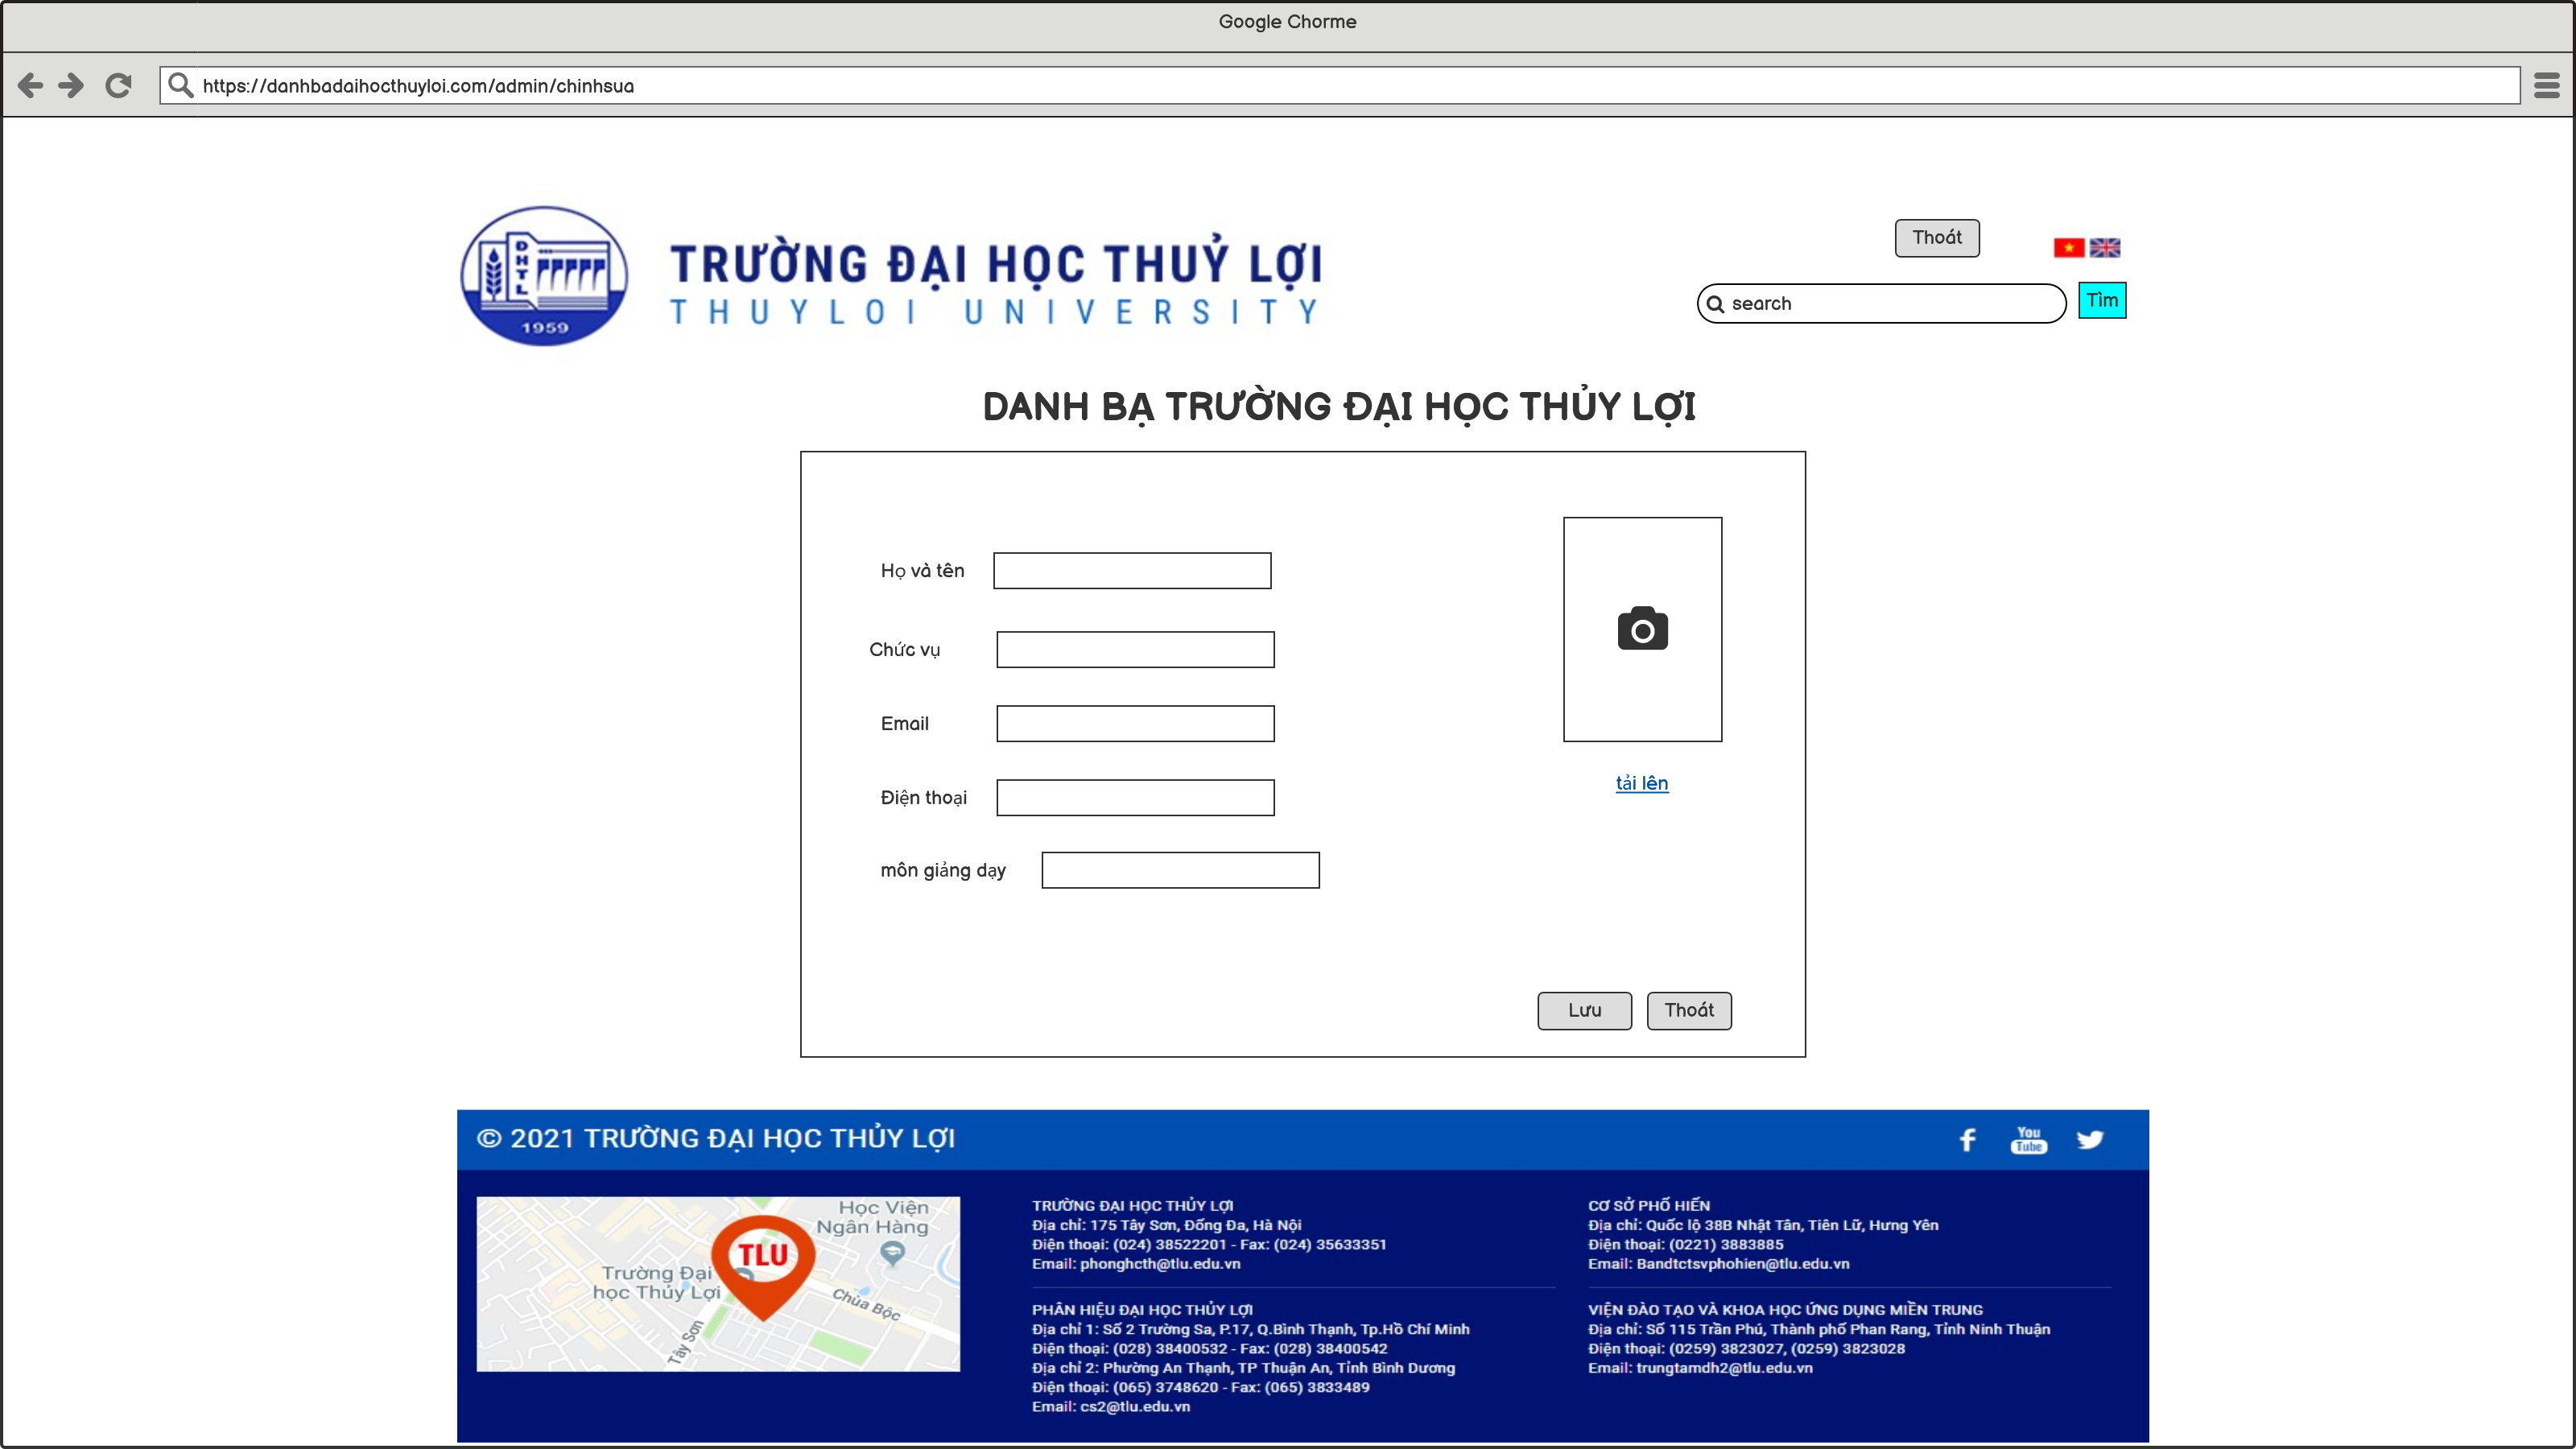 Google Chorme
https://danhbadaihocthuyloi.com/admin/chinhsua
ĐHTL
1959
TRƯỜNG ĐẠI HỌC THUỶ LỢI
THUYLOI UNIVERSITY
Thoát
search
Tìm
DANH BẠ TRƯỜNG ĐẠI HỌC THỦY LỢI
Họ và tên
Chức vụ
Email
Điện thoại
môn giảng dạy
tải lên
Lưu
Thoát
© 2021 TRƯỜNG ĐẠI HỌC THỦY LỢI
You
Tube
Học Viện
Ngân Hàng
TLU
Trường Đại
học Thủy Lợi
Chùa Bộc
Tây Sơn
TRƯỜNG ĐẠI HỌC THỦY LỢI
Địa chỉ: 175 Tây Sơn, Đống Đa, Hà Nội
Điện thoại: (024) 38522201 - Fax: (024) 35633351
Email: phonghcth@tlu.edu.vn
PHÂN HIỆU ĐẠI HỌC THỦY LỢI
Địa chỉ 1: Số 2 Trường Sa, P.17, Q.Bình Thạnh, Tp.Hồ Chí Minh
Điện thoại: (028) 38400532 - Fax: (028) 38400542
Địa chỉ 2: Phường An Thạnh, TP Thuận An, Tỉnh Bình Dương
Điện thoại: (065) 3748620 - Fax: (065) 3833489
Email: cs2@tlu.edu.vn
CƠ SỞ PHỐ HIẾN
Địa chỉ: Quốc lộ 38B Nhật Tân, Tiên Lữ, Hưng Yên
Điện thoại: (0221) 3883885
Email: Bandtctsvphohien@tlu.edu.vn
VIỆN ĐÀO TẠO VÀ KHOA HỌC ỨNG DỤNG MIỀN TRUNG
Địa chỉ: Số 115 Trần Phú, Thành phố Phan Rang, Tỉnh Ninh Thuận
Điện thoại: (0259) 3823027, (0259) 3823028
Email: trungtamdh2@tlu.edu.vn